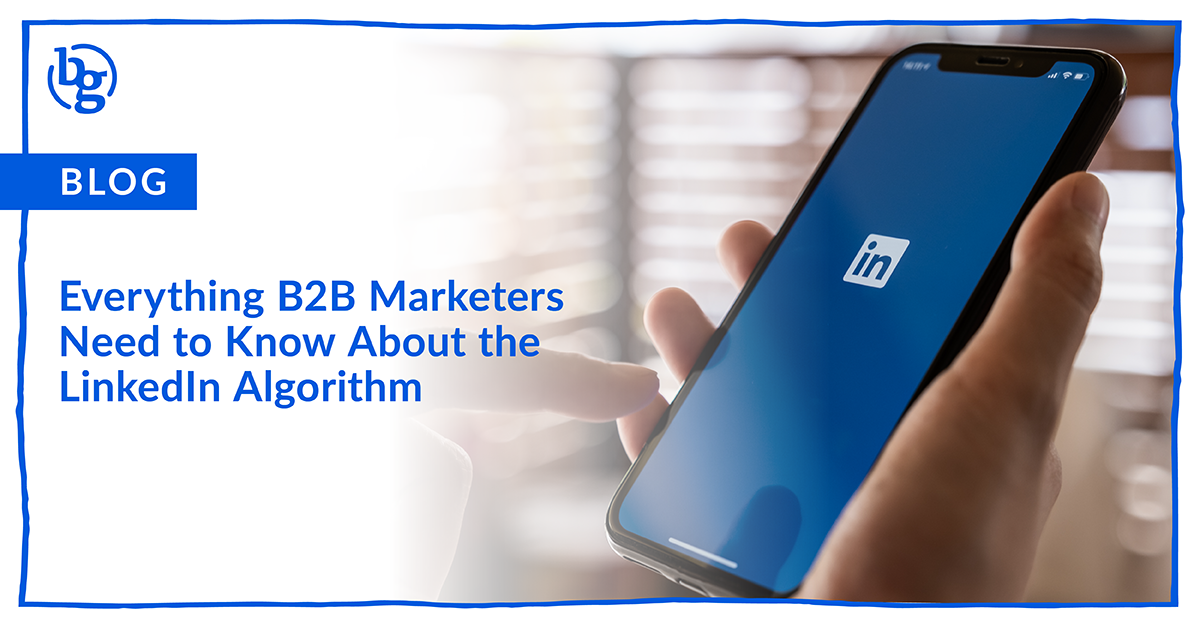 bg
BLOG
Everything B2B Marketers
Need to Know About the
LinkedIn Algorithm
in